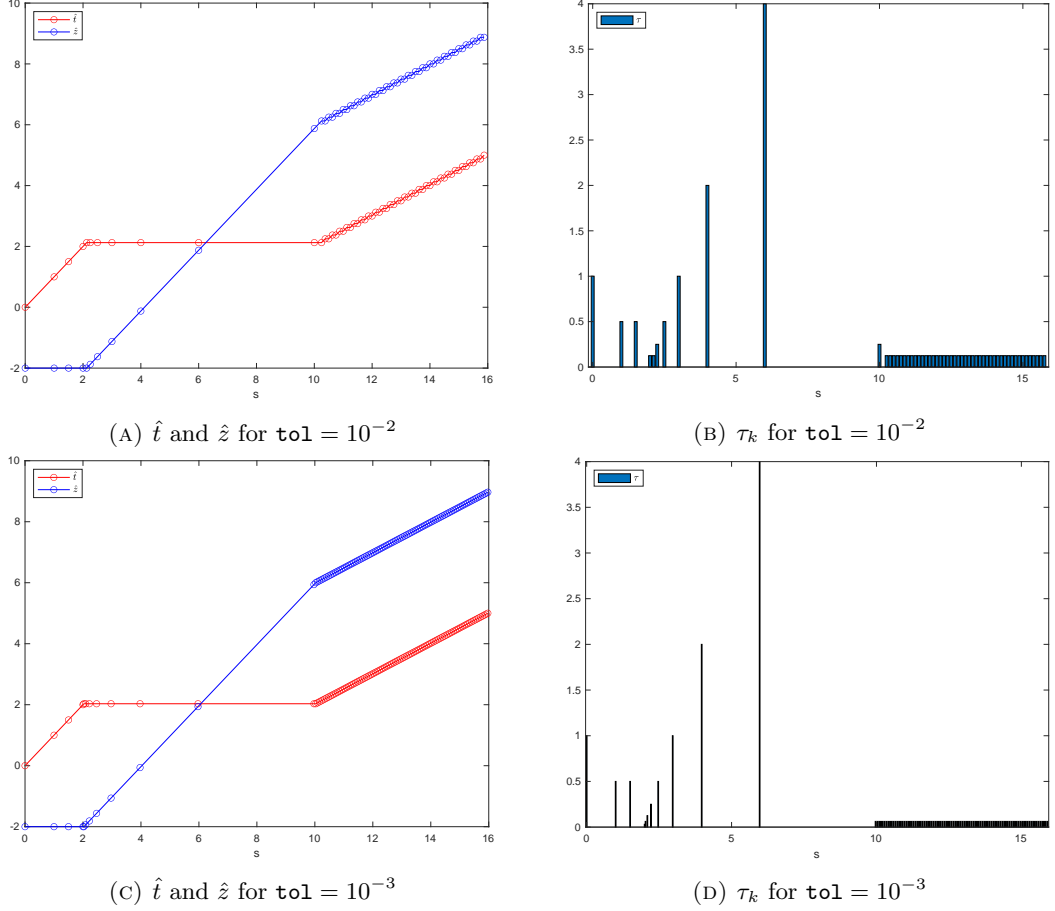 10
8
6
4
2
0
-2
t̂
ẑ
0 2 4 6 8 10 12 14 16
s
(A) t̂ and ẑ for tol = 10⁻²
4
3.5
3
2.5
2
1.5
1
0.5
0
τ
0 5 10 15
s
(B) τₖ for tol = 10⁻²
10
8
6
4
2
0
-2
t̂
ẑ
0 2 4 6 8 10 12 14 16
s
(C) t̂ and ẑ for tol = 10⁻³
4
3.5
3
2.5
2
1.5
1
0.5
0
τ
0 5 10 15
s
(D) τₖ for tol = 10⁻³